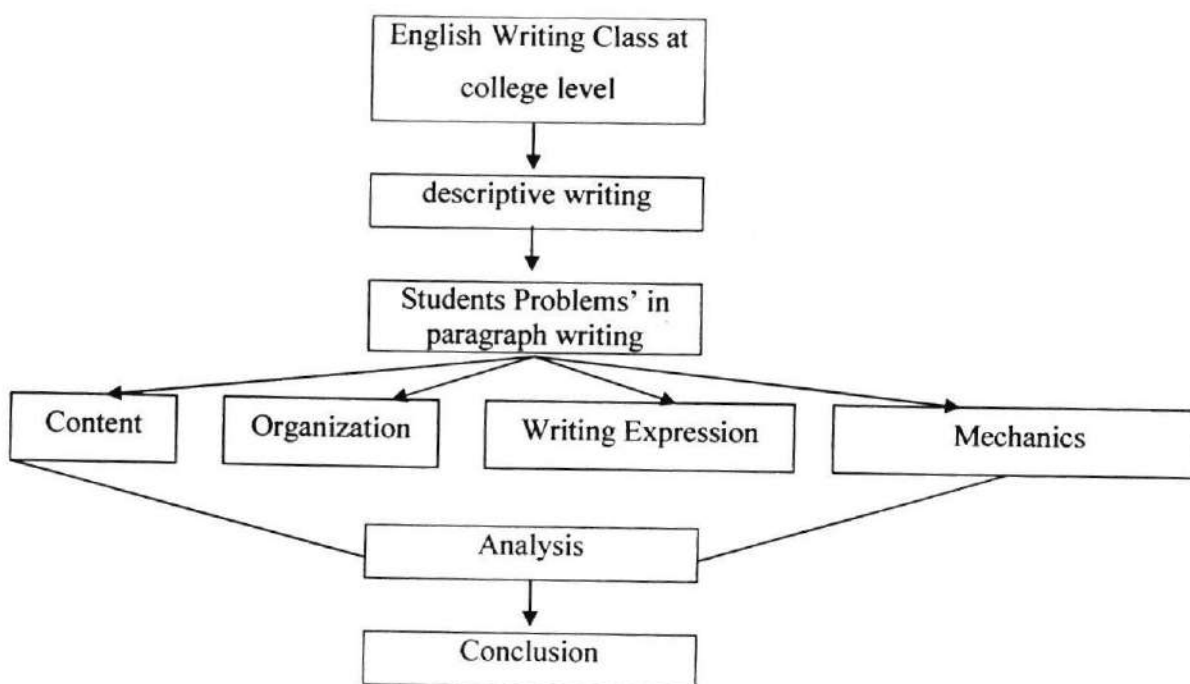 English Writing Class at
college level
descriptive writing
Students Problems’ in
paragraph writing
Content
Organization
Writing Expression
Mechanics
Analysis
Conclusion